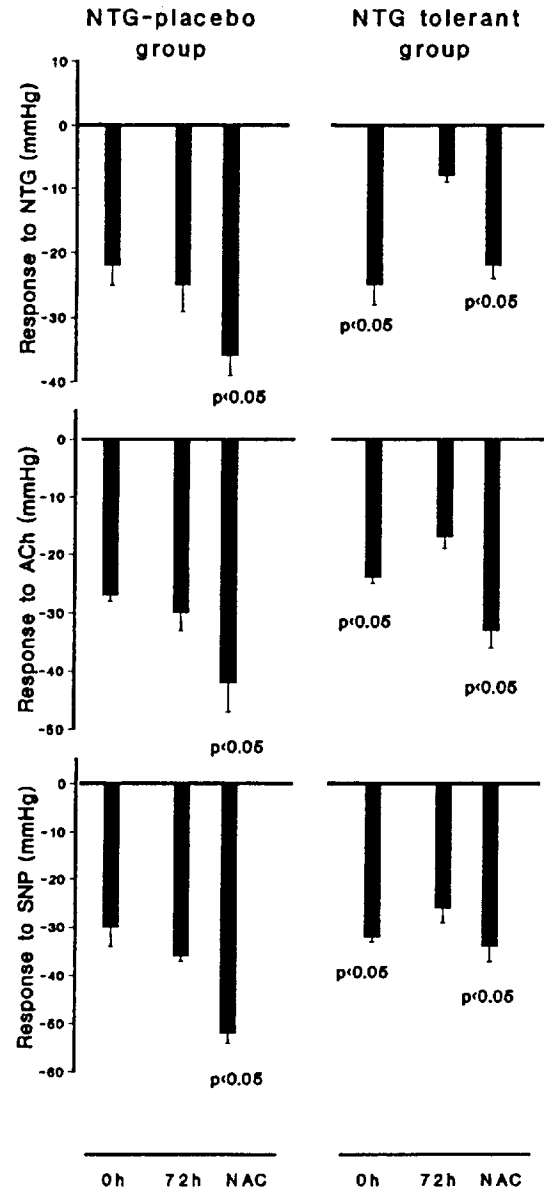 NTG-placebo group
NTG tolerant group
Response to NTG (mmHg)
10
0
-10
-20
-30
-40
p<0.05
p<0.05
p<0.05
Response to ACh (mmHg)
0
-10
-20
-30
-40
-50
p<0.05
p<0.05
p<0.05
Response to SNP (mmHg)
0
-10
-20
-30
-40
-50
-60
p<0.05
p<0.05
p<0.05
0h 72h NAC
0h 72h NAC